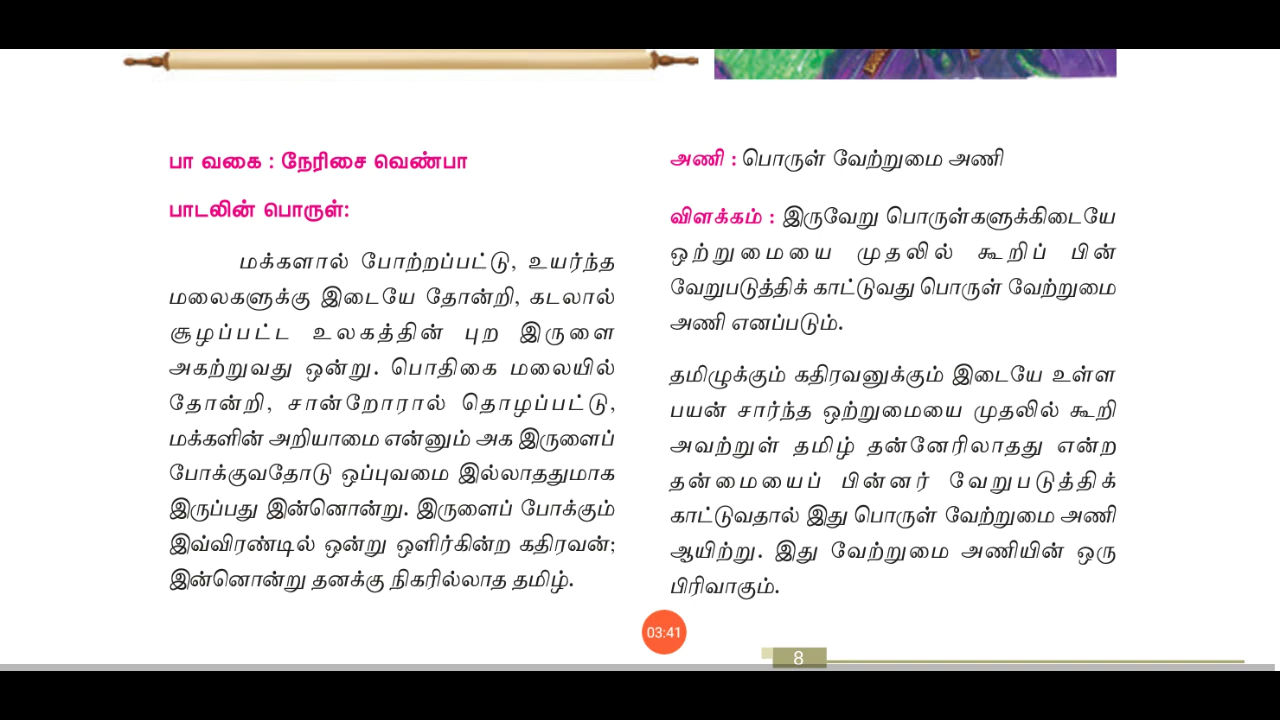 பா வகை : நேரிசை வெண்பா
பாடலின் பொருள்:
மக்களால் போற்றப்பட்டு, உயர்ந்த
மலைகளுக்கு இடையே தோன்றி, கடலால்
சூழப்பட்ட உலகத்தின் புற இருளை
அகற்றுவது ஒன்று. பொதிகை மலையில்
தோன்றி, சான்றோரால் தொழப்பட்டு,
மக்களின் அறியாமை என்னும் அக இருளைப்
போக்குவதோடு ஒப்புவமை இல்லாததுமாக
இருப்பது இன்னொன்று. இருளைப் போக்கும்
இவ்விரண்டில் ஒன்று ஒளிர்கின்ற கதிரவன்;
இன்னொன்று தனக்கு நிகரில்லாத தமிழ்.
அணி : பொருள் வேற்றுமை அணி
விளக்கம் : இருவேறு பொருள்களுக்கிடையே
ஒற்றுமையை முதலில் கூறிப் பின்
வேறுபடுத்திக் காட்டுவது பொருள் வேற்றுமை
அணி எனப்படும்.
தமிழுக்கும் கதிரவனுக்கும் இடையே உள்ள
பயன் சார்ந்த ஒற்றுமையை முதலில் கூறி
அவற்றுள் தமிழ் தன்னேரிலாதது என்ற
தன்மையைப் பின்னர் வேறுபடுத்திக்
காட்டுவதால் இது பொருள் வேற்றுமை அணி
ஆயிற்று. இது வேற்றுமை அணியின் ஒரு
பிரிவாகும்.
03:41
8